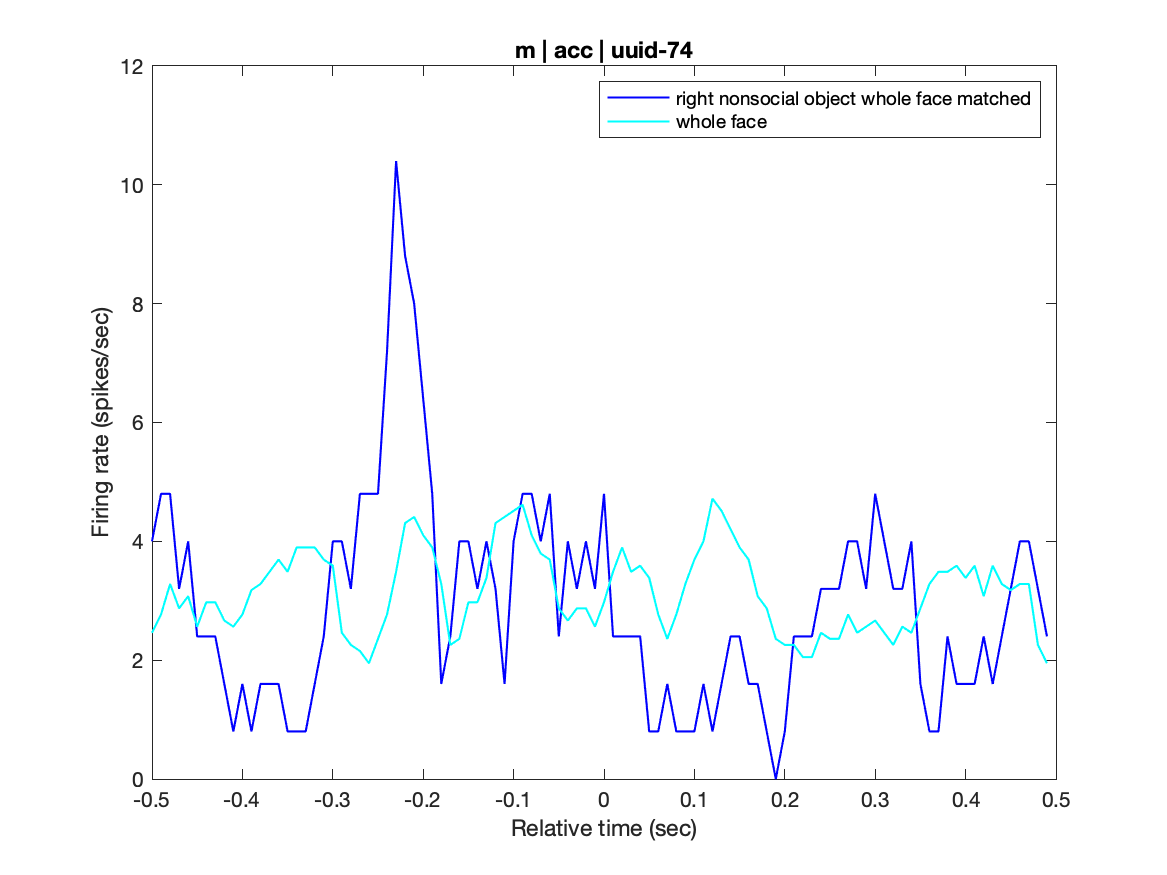 m | acc | uuid-74
right nonsocial object whole face matched
whole face
Firing rate (spikes/sec)
12
10
8
6
4
2
0
-0.5 -0.4 -0.3 -0.2 -0.1 0 0.1 0.2 0.3 0.4 0.5
Relative time (sec)